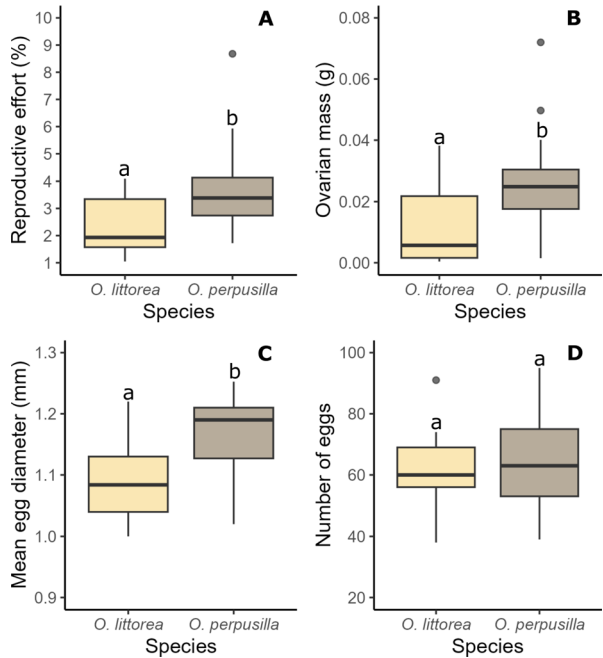 A
Reproductive effort (%)
10
9
8
7
6
5
4
3
2
1
a
b
O. littorea
O. perpusilla
Species
B
Ovarian mass (g)
0.08
0.06
0.04
0.02
0.00
a
b
O. littorea
O. perpusilla
Species
C
Mean egg diameter (mm)
1.3
1.2
1.1
1.0
0.9
a
b
O. littorea
O. perpusilla
Species
D
Number of eggs
100
80
60
40
20
a
a
O. littorea
O. perpusilla
Species